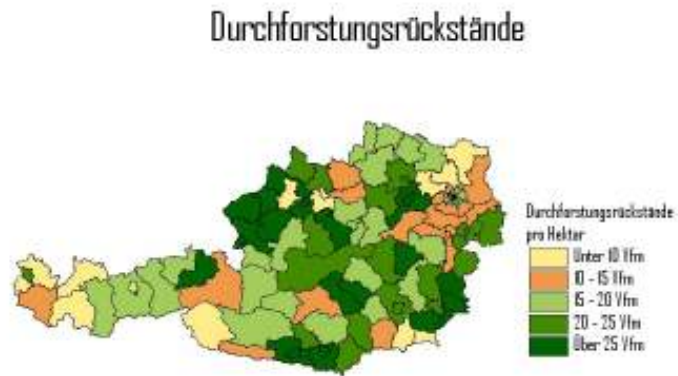 Durchforstungsrückstände
Durchforstungsrückstände
pro Hektar
Unter 10 Vfm
10 - 15 Vfm
15 - 20 Vfm
20 - 25 Vfm
Über 25 Vfm